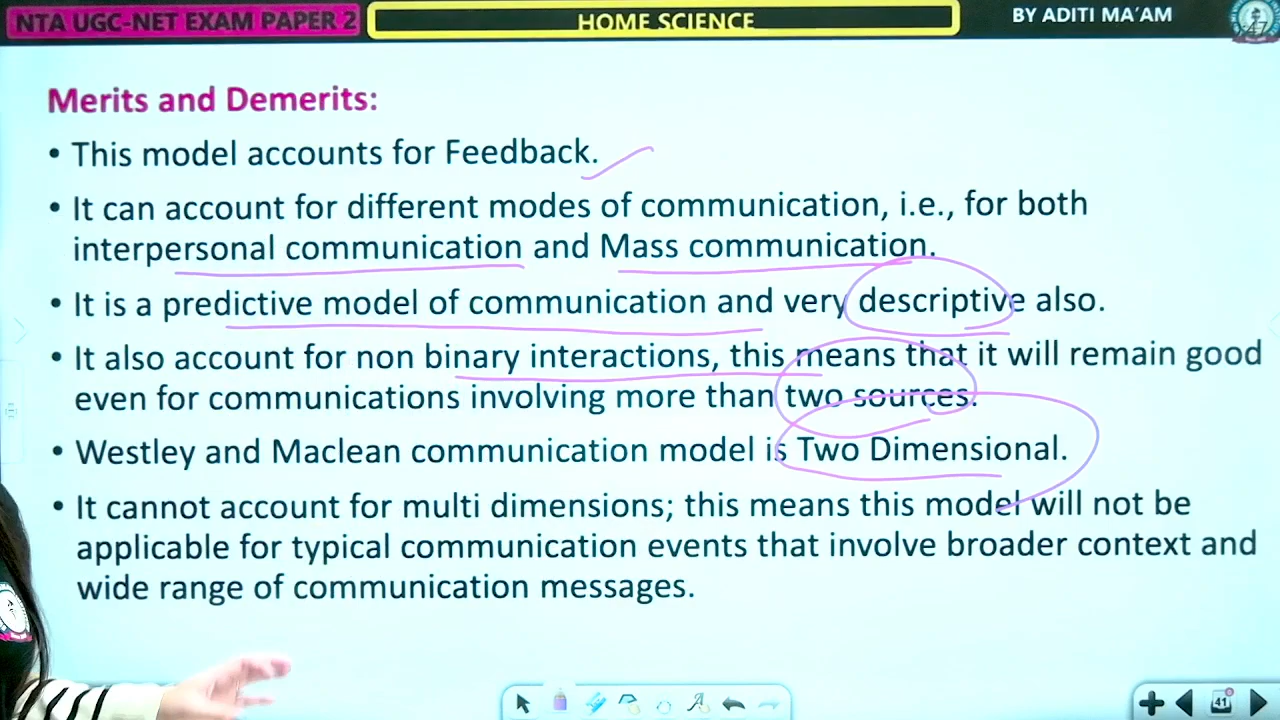 NTA UGC-NET EXAM PAPER 2
HOME SCIENCE
BY ADITI MA'AM
Merits and Demerits:
• This model accounts for Feedback.
• It can account for different modes of communication, i.e., for both
interpersonal communication and Mass communication.
• It is a predictive model of communication and very descriptive also.
• It also account for non binary interactions, this means that it will remain good
even for communications involving more than two sources.
• Westley and Maclean communication model is Two Dimensional.
• It cannot account for multi dimensions; this means this model will not be
applicable for typical communication events that involve broader context and
wide range of communication messages.
41